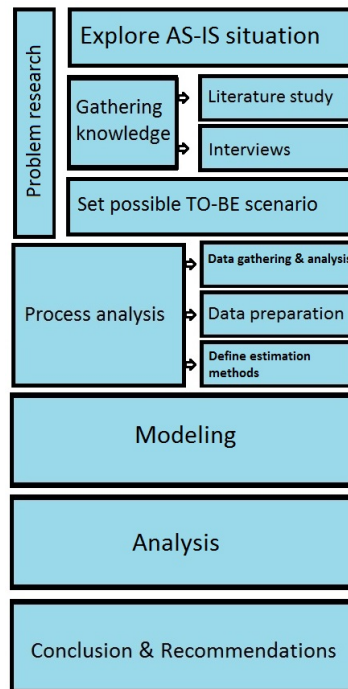 Problem research
Explore AS-IS situation
Gathering
knowledge
Literature study
Interviews
Set possible TO-BE scenario
Process analysis
Data gathering & analysis
Data preparation
Define estimation
methods
Modeling
Analysis
Conclusion & Recommendations